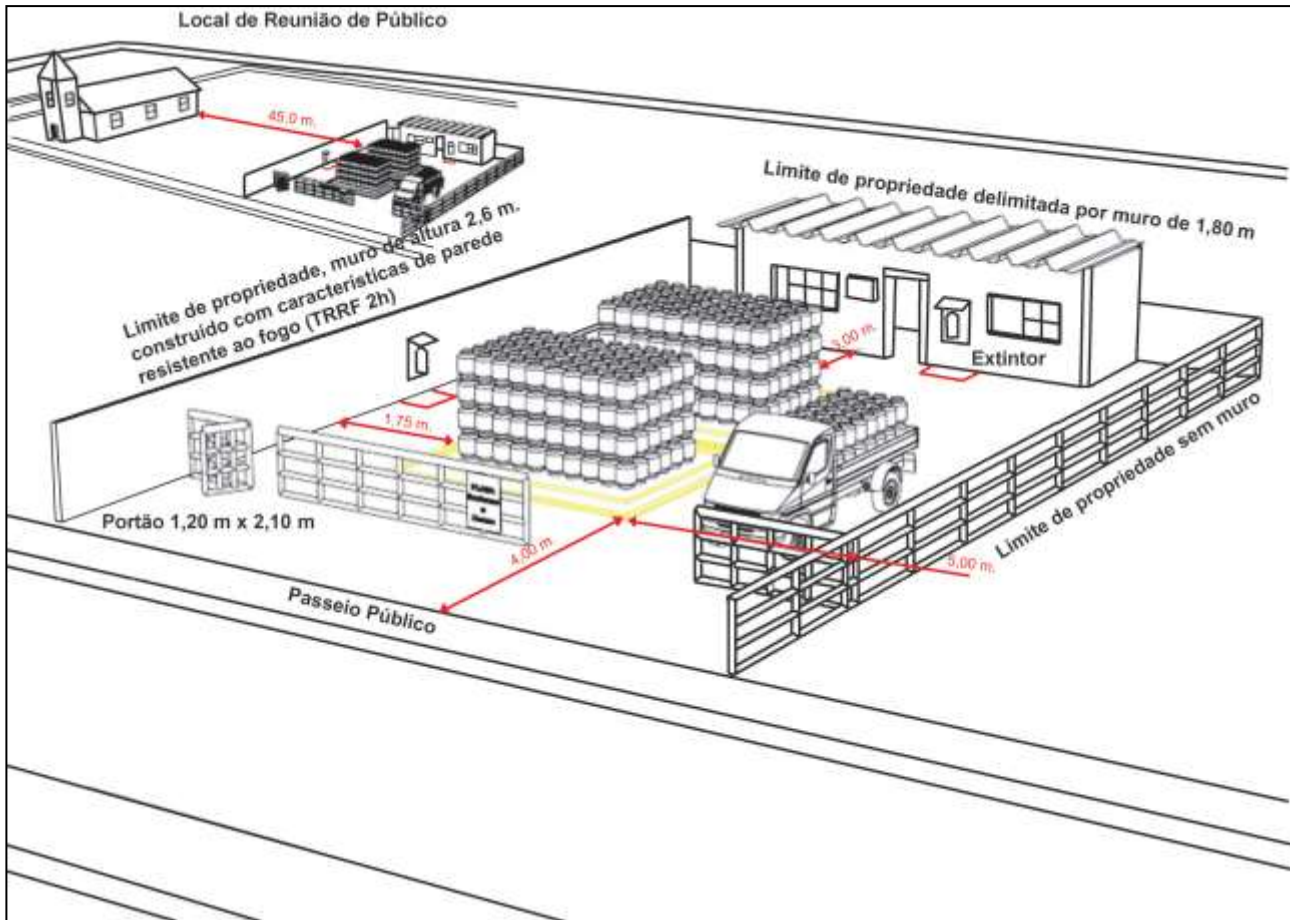 Local de Reunião de Público
45,0 m.
Limite de propriedade delimitada por muro de 1,80 m
Limite de propriedade, muro de altura 2,6 m.
construído com características de parede
resistente ao fogo (TRRF 2h)
3,00 m.
Extintor
1,75 m.
Portão 1,20 m x 2,10 m
4,00 m
5,00 m.
Limite de propriedade sem muro
Passeio Público